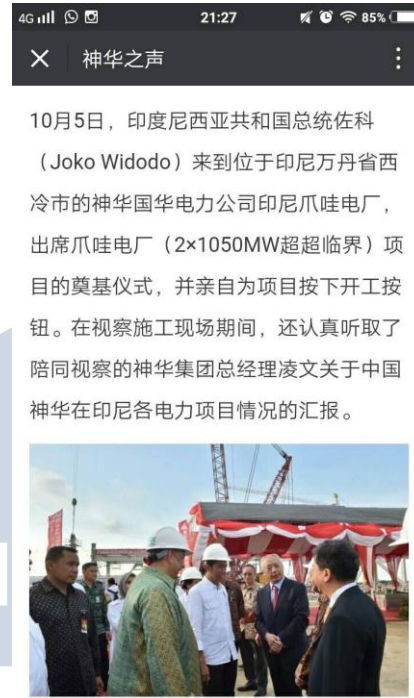 4G 21:27 85%
神华之声
10月5日，印度尼西亚共和国总统佐科
（Joko Widodo）来到位于印尼万丹省西
冷市的神华国华电力公司印尼爪哇电厂，
出席爪哇电厂（2×1050MW超超临界）项
目的奠基仪式，并亲自为项目按下开工按
钮。在视察施工现场期间，还认真听取了
陪同视察的神华集团总经理凌文关于中国
神华在印尼各电力项目情况的汇报。